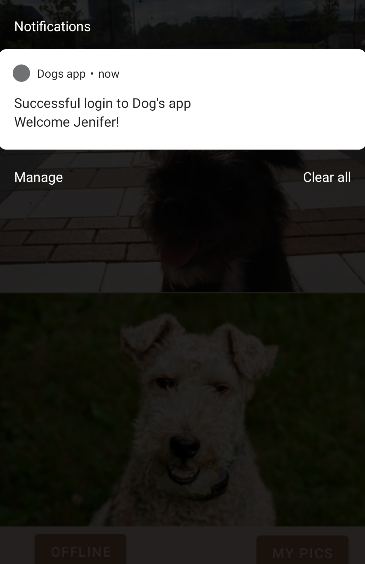 Notifications
Dogs app • now
Successful login to Dog's app
Welcome Jenifer!
Manage Clear all
OFFLINE MY PICS